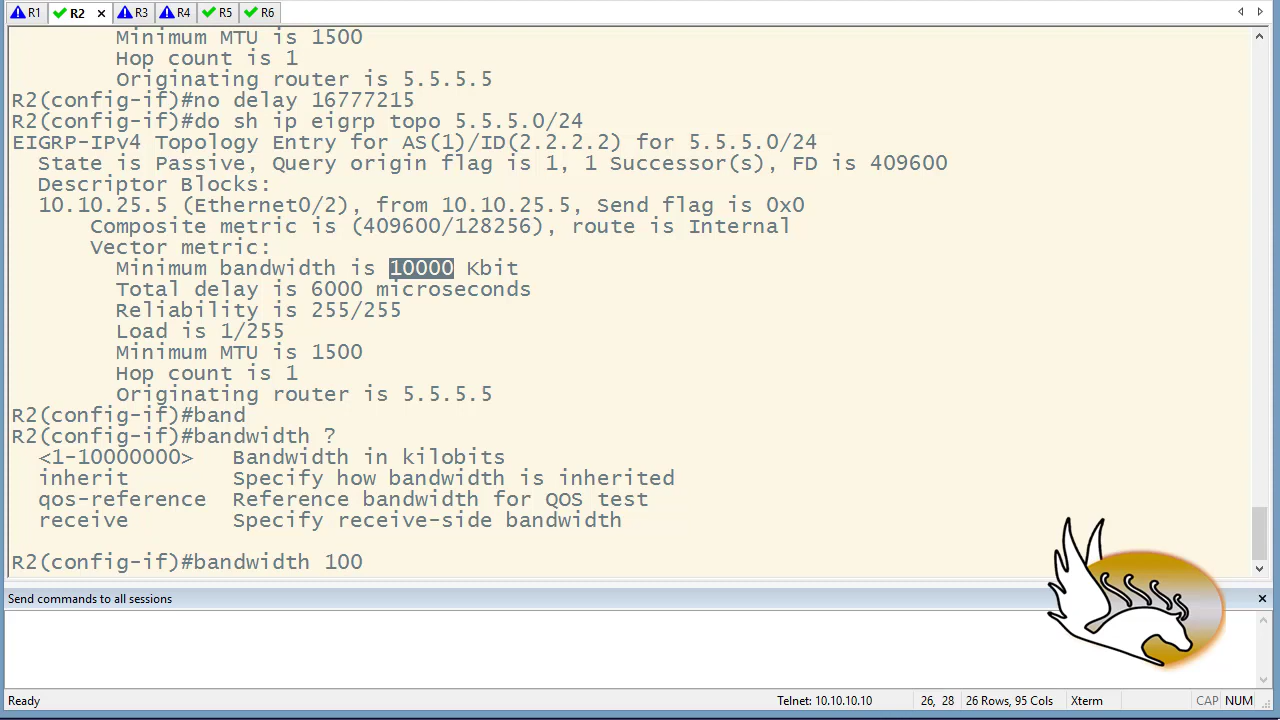 R1 R2 R3 R4 R5 R6
Minimum MTU is 1500
Hop count is 1
Originating router is 5.5.5.5
R2(config-if)#no delay 16777215
R2(config-if)#do sh ip eigrp topo 5.5.5.0/24
EIGRP-IPv4 Topology Entry for AS(1)/ID(2.2.2.2) for 5.5.5.0/24
State is Passive, Query origin flag is 1, 1 Successor(s), FD is 409600
Descriptor Blocks:
10.10.25.5 (Ethernet0/2), from 10.10.25.5, Send flag is 0x0
Composite metric is (409600/128256), route is Internal
Vector metric:
Minimum bandwidth is 10000 Kbit
Total delay is 6000 microseconds
Reliability is 255/255
Load is 1/255
Minimum MTU is 1500
Hop count is 1
Originating router is 5.5.5.5
R2(config-if)#band
R2(config-if)#bandwidth ?
<1-10000000> Bandwidth in kilobits
inherit Specify how bandwidth is inherited
qos-reference Reference bandwidth for QOS test
receive Specify receive-side bandwidth
R2(config-if)#bandwidth 100
Send commands to all sessions
Ready Telnet: 10.10.10.10 26, 28 26 Rows, 95 Cols Xterm CAP NUM